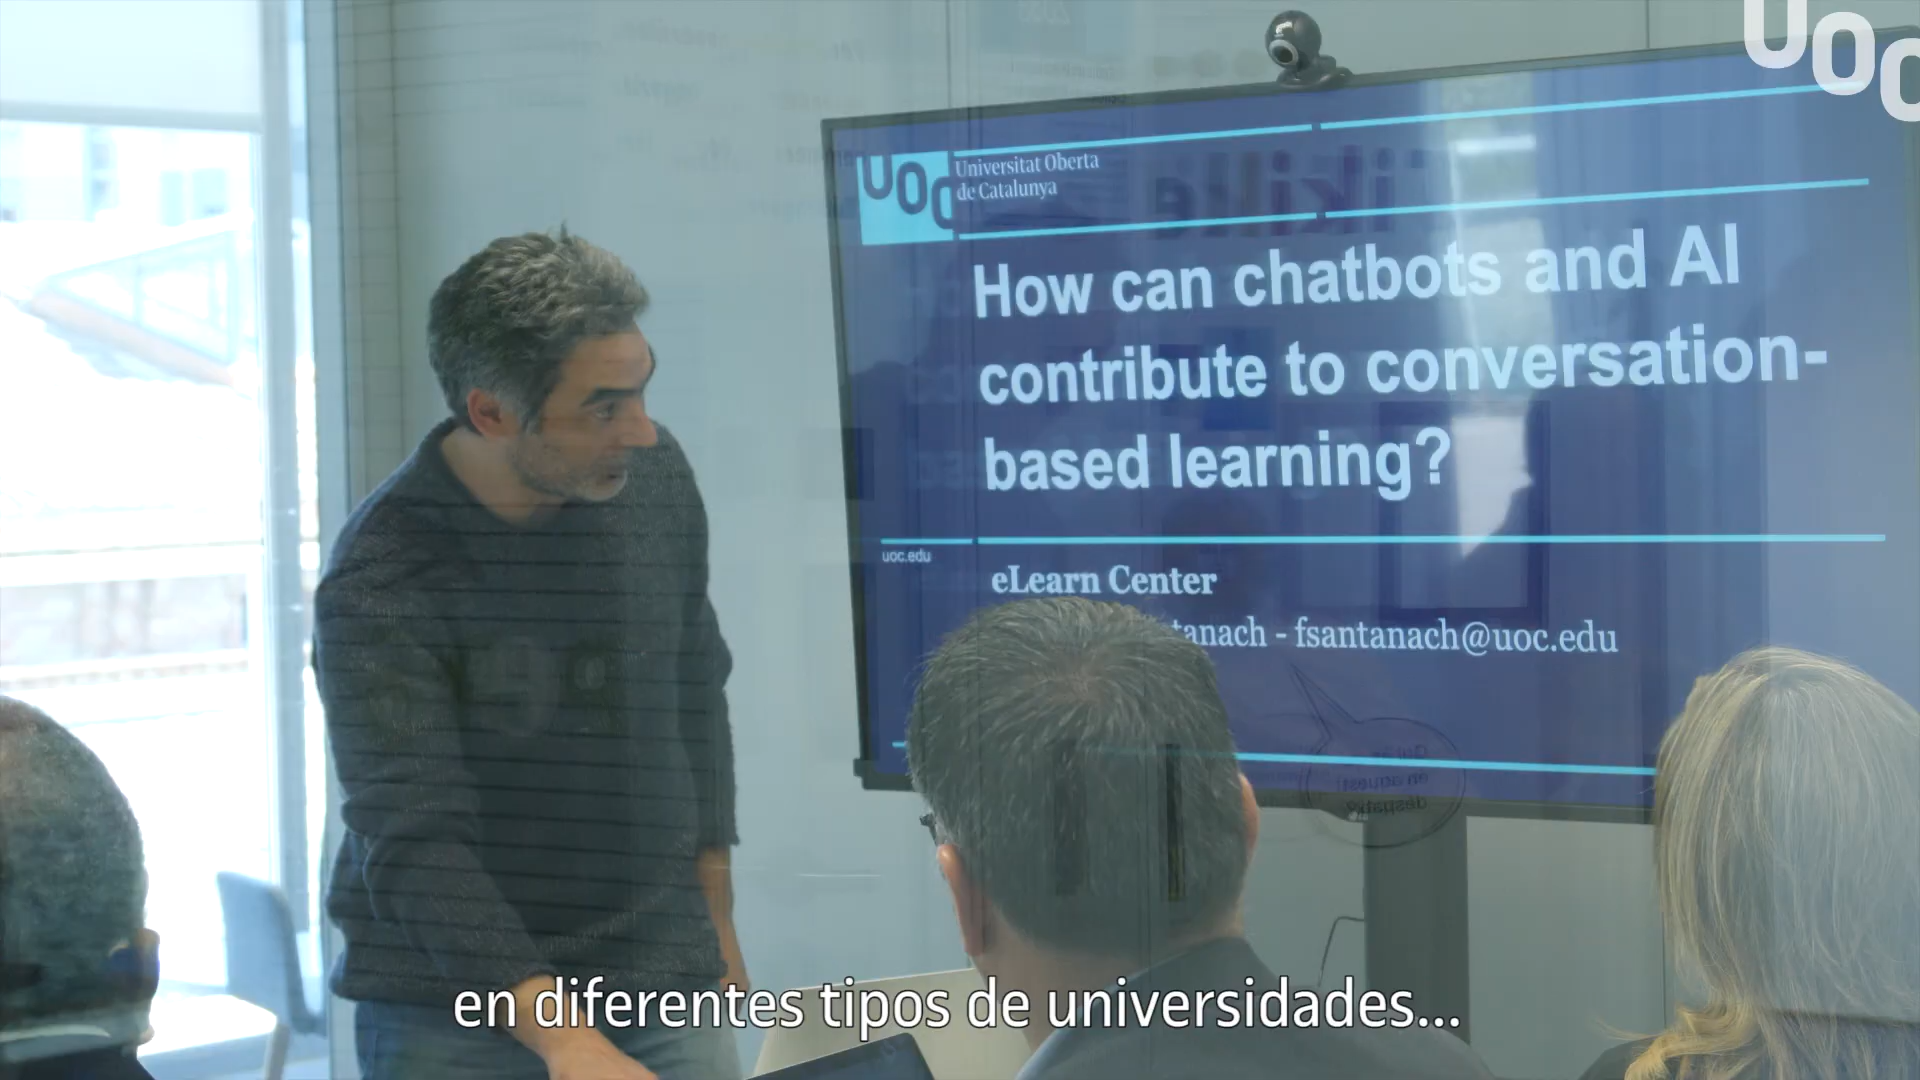 UOC
UOC
Universitat Oberta
de Catalunya
How can chatbots and AI
contribute to conversation-
based learning?
uoc.edu
eLearn Center
- fsantanach@uoc.edu
en diferentes tipos de universidades...